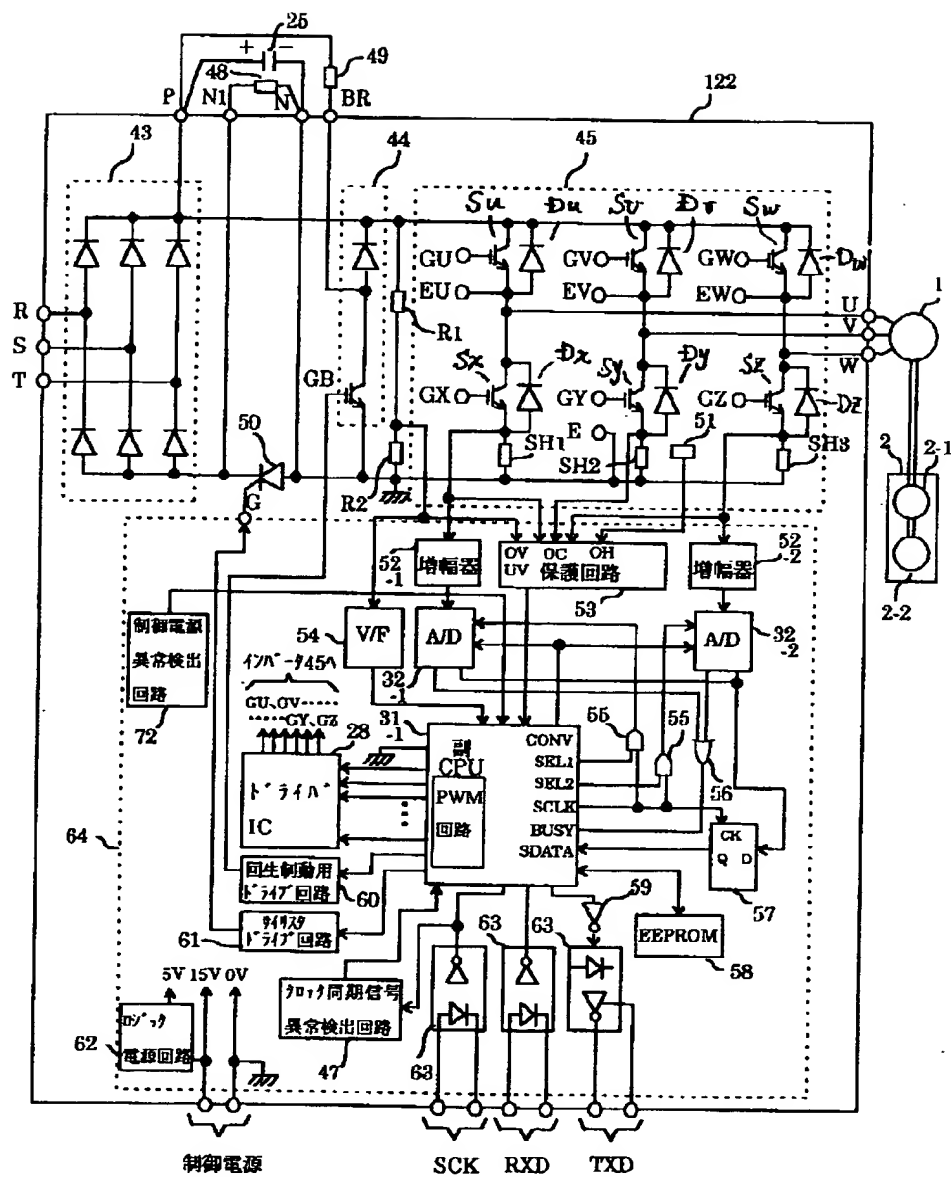 25
+ −
49
48
P N1 N BR
122
43
44
45
Su Du Sv Dv Sw
GU GV GW Dw
EU EV EW
R
S
T
R1
U
V
W
1
Sx Dx Sy Dy Sz
GB
GX GY GZ Dz
E 51
50
SH1 SH2 SH3
2 2-1
R2
G
2-2
52-1
増幅器
OV OC OH
UV 保護回路
53
52-2
増幅器
制御電源
異常検出
回路
72
54
V/F
A/D
32-1
A/D
32-2
インバータ45へ
GU、GV‥‥
‥‥GY、GZ
28
ドライバ
IC
31-1
副
CPU
PWM
回路
CONV
SEL1
SEL2
SCLK
BUSY
SDATA
55
55
56
CK
Q D
57
64
回生制動用
ドライブ回路
60
サイリスタ
ドライブ回路
61
59
EEPROM
58
63
63
63
5V 15V 0V
ロジック
電源回路
62
クロック同期信号
異常検出回路
47
制御電源
SCK RXD TXD